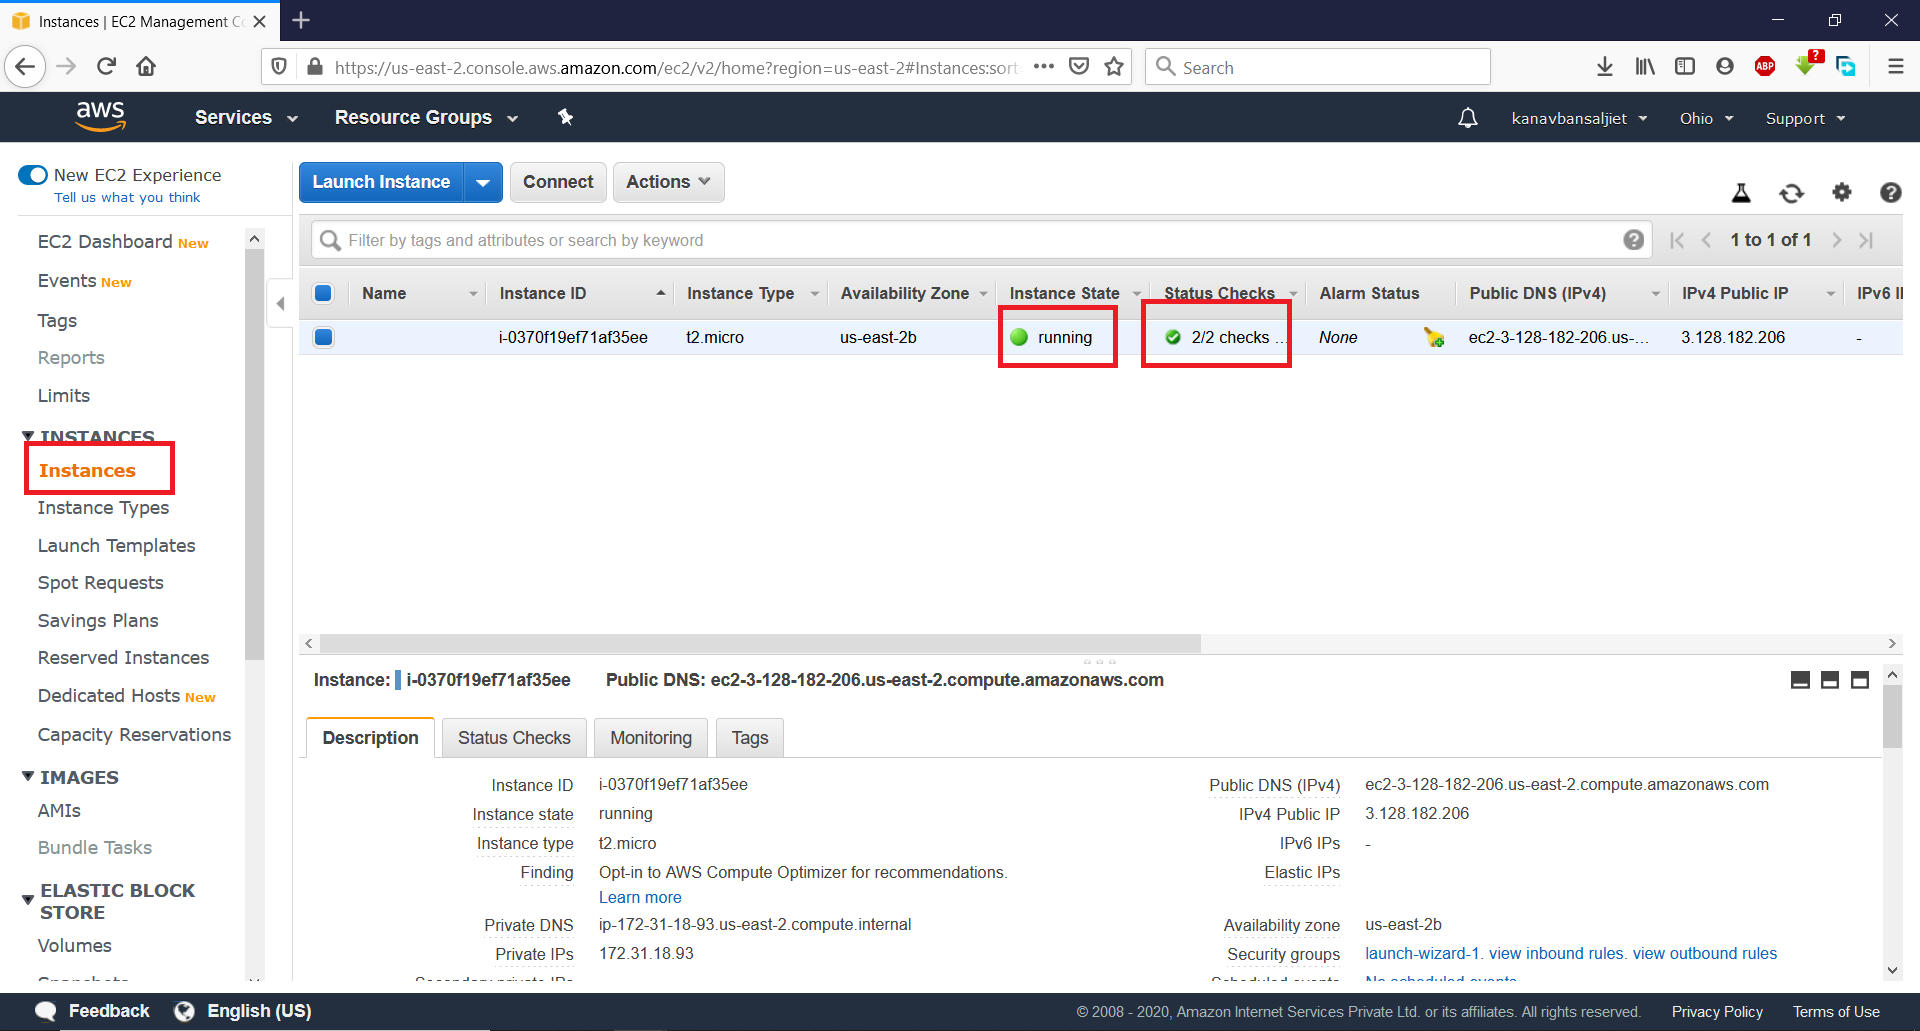 Instances | EC2 Management Co
https://us-east-2.console.aws.amazon.com/ec2/v2/home?region=us-east-2#Instances:sort
Search
ABP
?
aws
Services
Resource Groups
kanavbansaljiet
Ohio
Support
New EC2 Experience
Tell us what you think
EC2 Dashboard New
Events New
Tags
Reports
Limits
INSTANCES
Instances
Instance Types
Launch Templates
Spot Requests
Savings Plans
Reserved Instances
Dedicated Hosts New
Capacity Reservations
IMAGES
AMIs
Bundle Tasks
ELASTIC BLOCK
STORE
Volumes
Snapshots
Launch Instance
Connect
Actions
Filter by tags and attributes or search by keyword
1 to 1 of 1
Name Instance ID Instance Type Availability Zone Instance State Status Checks Alarm Status Public DNS (IPv4) IPv4 Public IP IPv6 I
i-0370f19ef71af35ee t2.micro us-east-2b running 2/2 checks ... None ec2-3-128-182-206.us-... 3.128.182.206 -
Instance: i-0370f19ef71af35ee Public DNS: ec2-3-128-182-206.us-east-2.compute.amazonaws.com
Description Status Checks Monitoring Tags
Instance ID i-0370f19ef71af35ee
Instance state running
Instance type t2.micro
Finding Opt-in to AWS Compute Optimizer for recommendations.
Learn more
Private DNS ip-172-31-18-93.us-east-2.compute.internal
Private IPs 172.31.18.93
Secondary private IPs
Public DNS (IPv4) ec2-3-128-182-206.us-east-2.compute.amazonaws.com
IPv4 Public IP 3.128.182.206
IPv6 IPs -
Elastic IPs
Availability zone us-east-2b
Security groups launch-wizard-1. view inbound rules. view outbound rules
Scheduled events No scheduled events
Feedback
English (US)
© 2008 - 2020, Amazon Internet Services Private Ltd. or its affiliates. All rights reserved.
Privacy Policy
Terms of Use